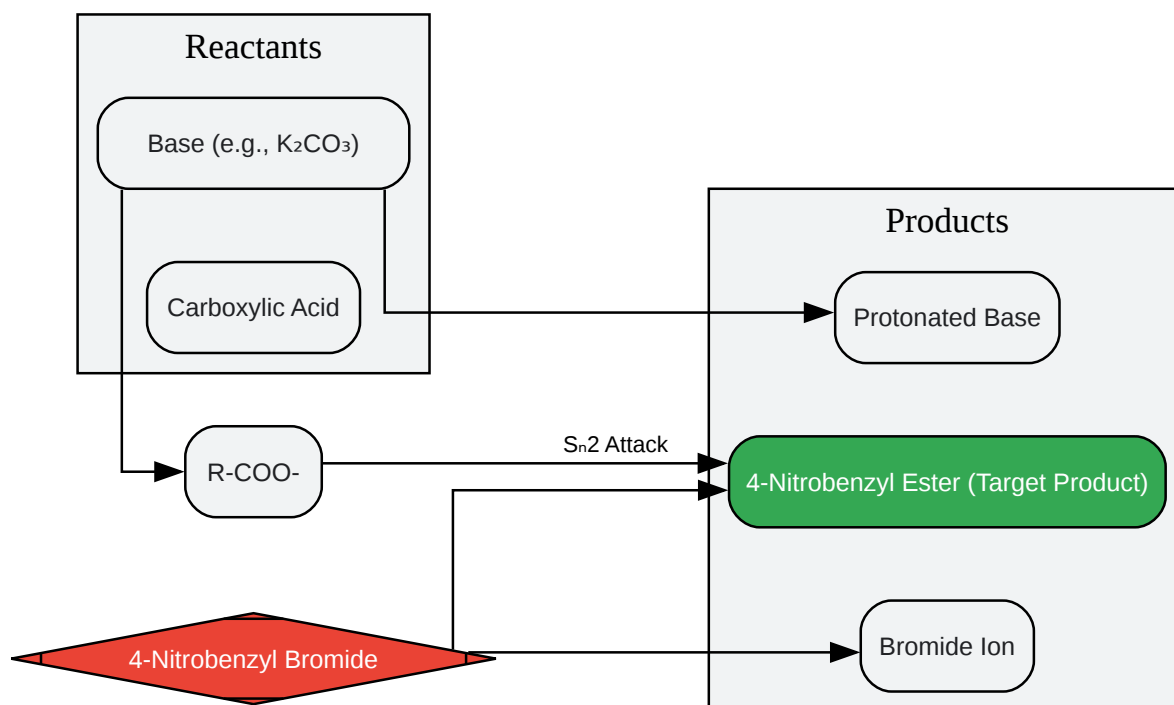 Reactants
Base (e.g., K₂CO₃)
Carboxylic Acid
Products
Protonated Base
R-COO-
Sₙ2 Attack
4-Nitrobenzyl Ester (Target Product)
4-Nitrobenzyl Bromide
Bromide Ion